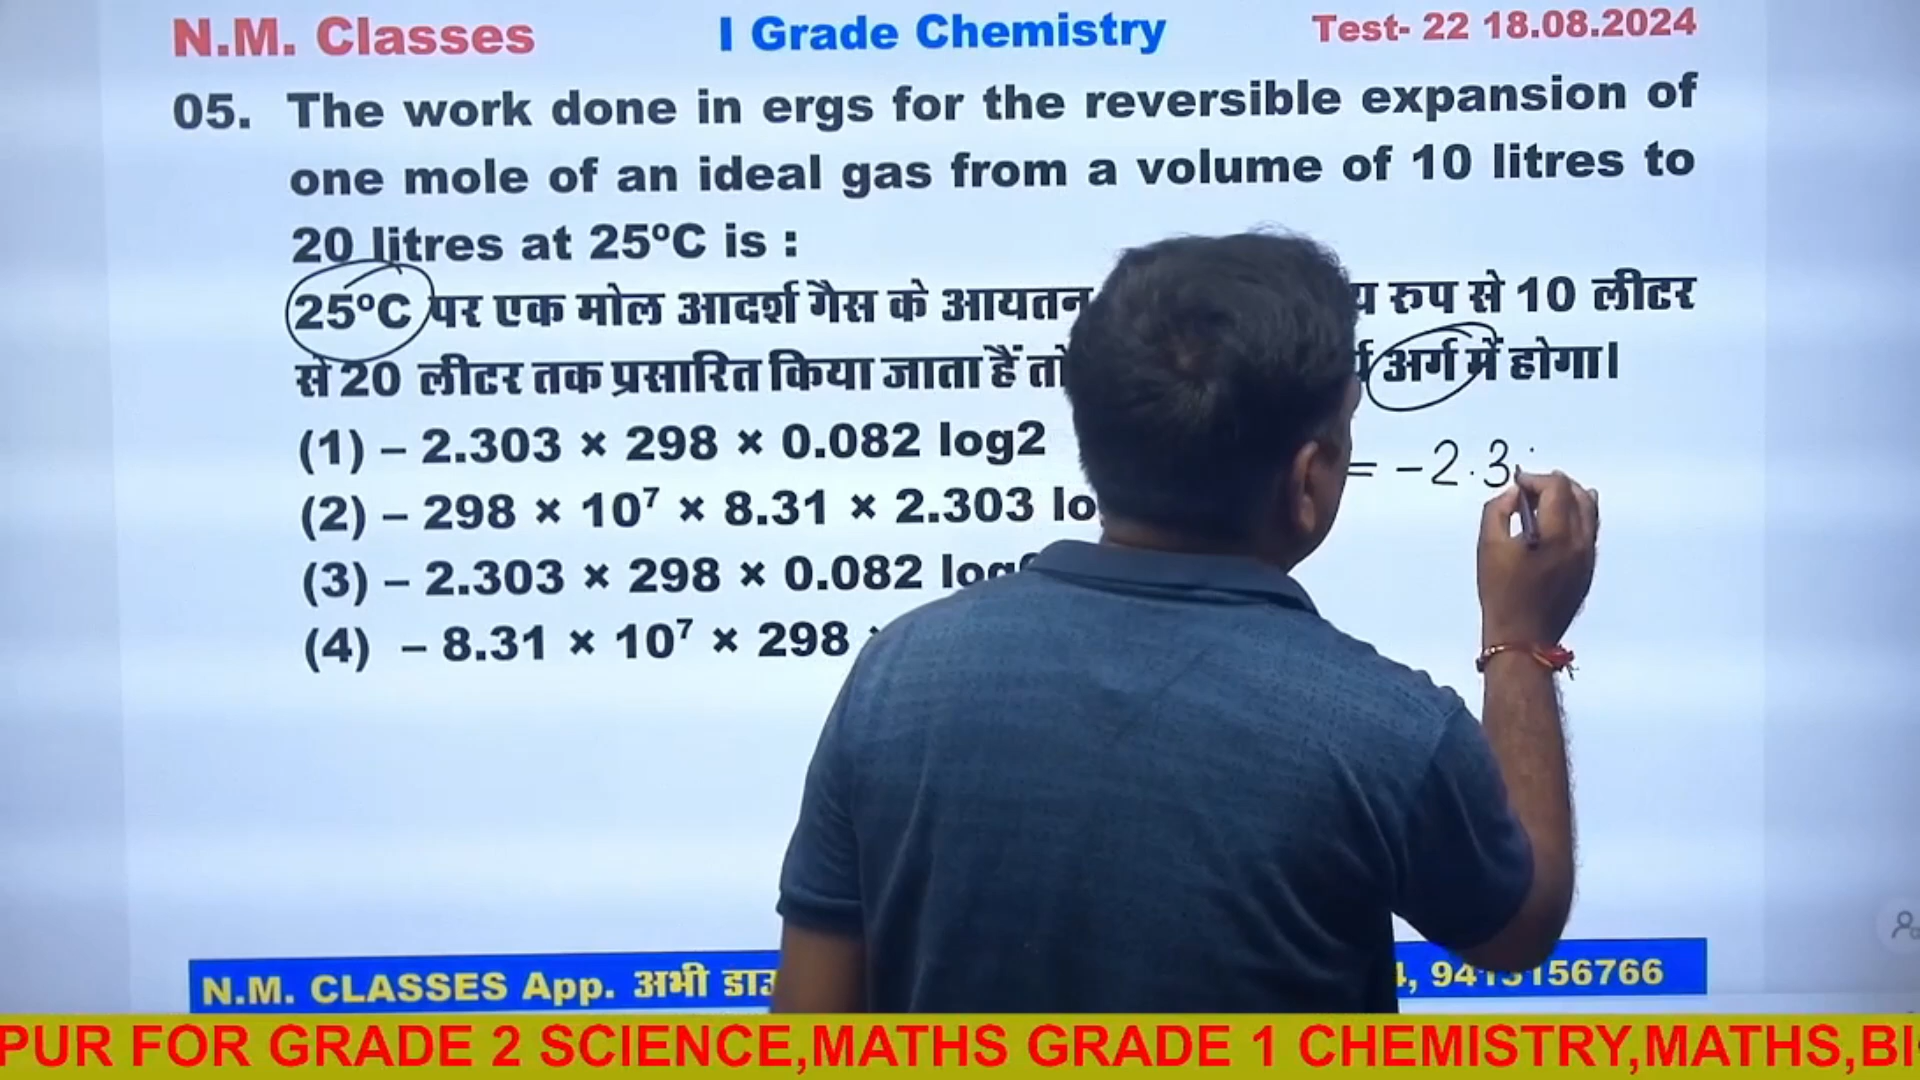 N.M. Classes I Grade Chemistry Test- 22 18.08.2024
05. The work done in ergs for the reversible expansion of
one mole of an ideal gas from a volume of 10 litres to
20 litres at 25ºC is :
25ºC पर एक मोल आदर्श गैस के आयतन रूप से 10 लीटर
से 20 लीटर तक प्रसारित किया जाता हैं तो अर्ग में होगा।
(1) – 2.303 × 298 × 0.082 log2
= -2.3
(2) – 298 × 10⁷ × 8.31 × 2.303 lo
(3) – 2.303 × 298 × 0.082
(4) – 8.31 × 10⁷ × 298
N.M. CLASSES App. अभी 9413156766
PUR FOR GRADE 2 SCIENCE,MATHS GRADE 1 CHEMISTRY,MATHS,BI